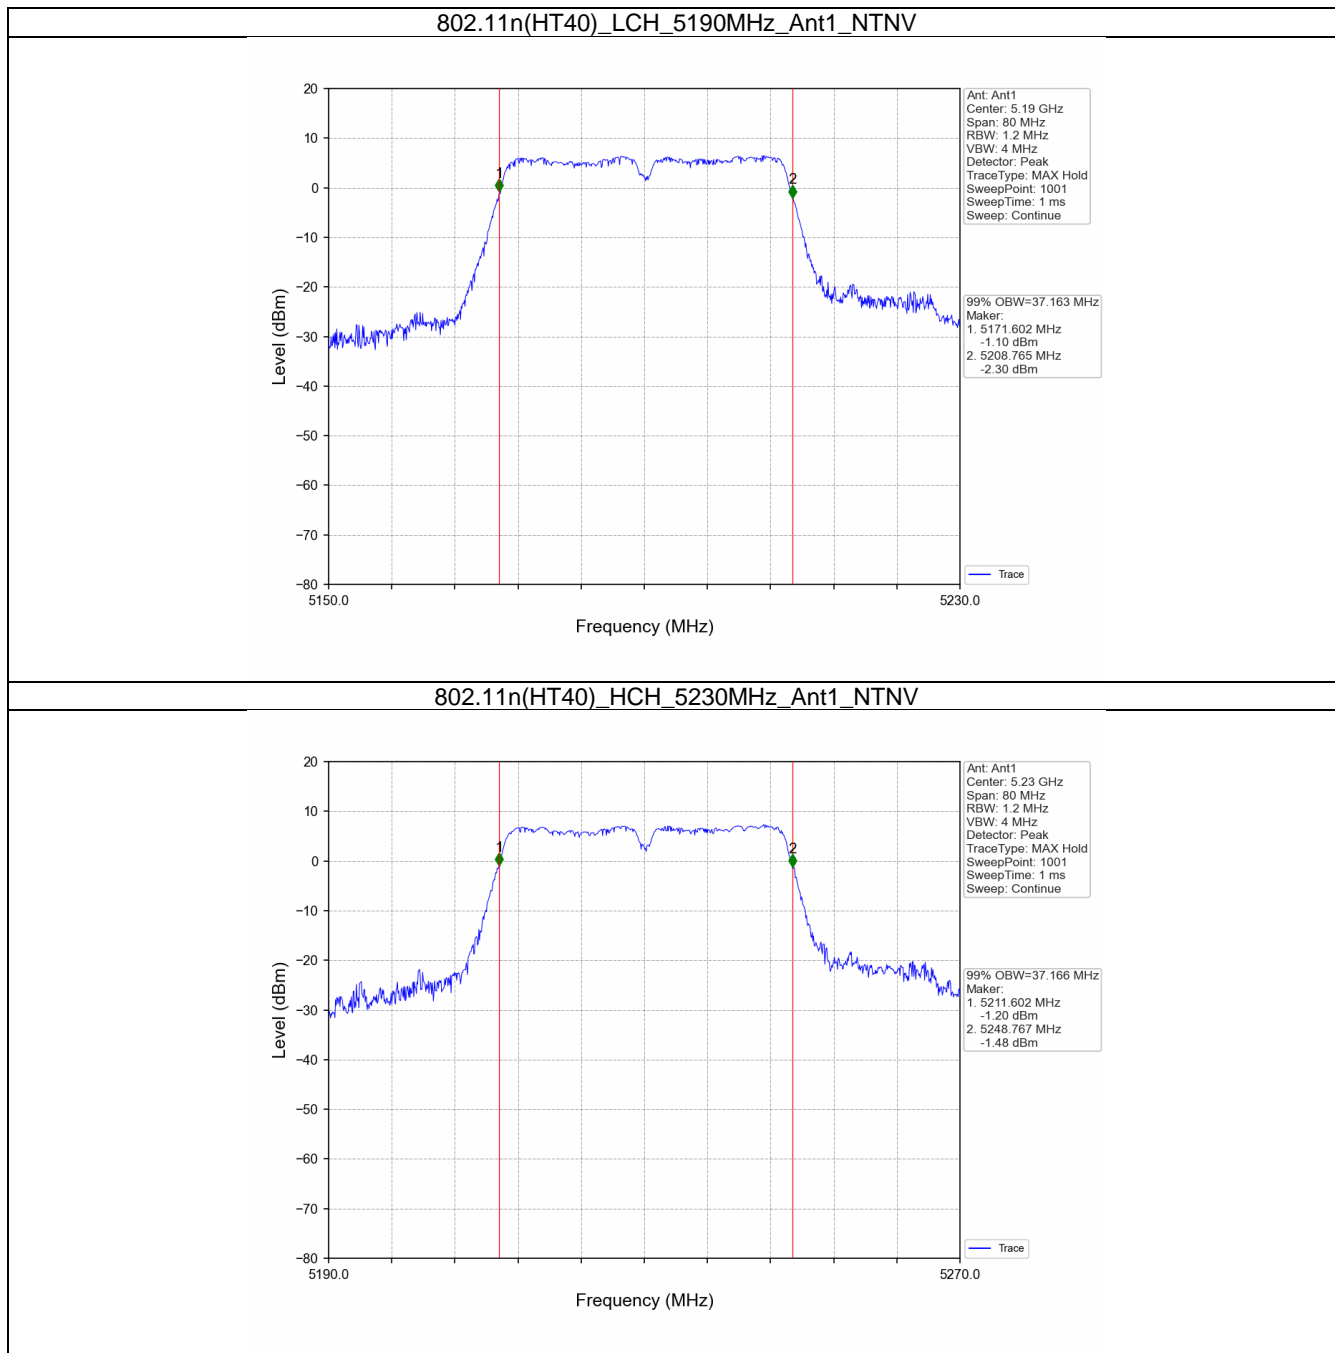 802.11n(HT40)_LCH_5190MHz_Ant1_NTNV
20
10
0
−10
−20
−30
−40
−50
−60
−70
−80
Level (dBm)
1
2
5150.0
5230.0
Frequency (MHz)
Ant: Ant1
Center: 5.19 GHz
Span: 80 MHz
RBW: 1.2 MHz
VBW: 4 MHz
Detector: Peak
TraceType: MAX Hold
SweepPoint: 1001
SweepTime: 1 ms
Sweep: Continue
99% OBW=37.163 MHz
Maker:
1. 5171.602 MHz
-1.10 dBm
2. 5208.765 MHz
-2.30 dBm
Trace
802.11n(HT40)_HCH_5230MHz_Ant1_NTNV
20
10
0
−10
−20
−30
−40
−50
−60
−70
−80
Level (dBm)
1
2
5190.0
5270.0
Frequency (MHz)
Ant: Ant1
Center: 5.23 GHz
Span: 80 MHz
RBW: 1.2 MHz
VBW: 4 MHz
Detector: Peak
TraceType: MAX Hold
SweepPoint: 1001
SweepTime: 1 ms
Sweep: Continue
99% OBW=37.166 MHz
Maker:
1. 5211.602 MHz
-1.20 dBm
2. 5248.767 MHz
-1.48 dBm
Trace